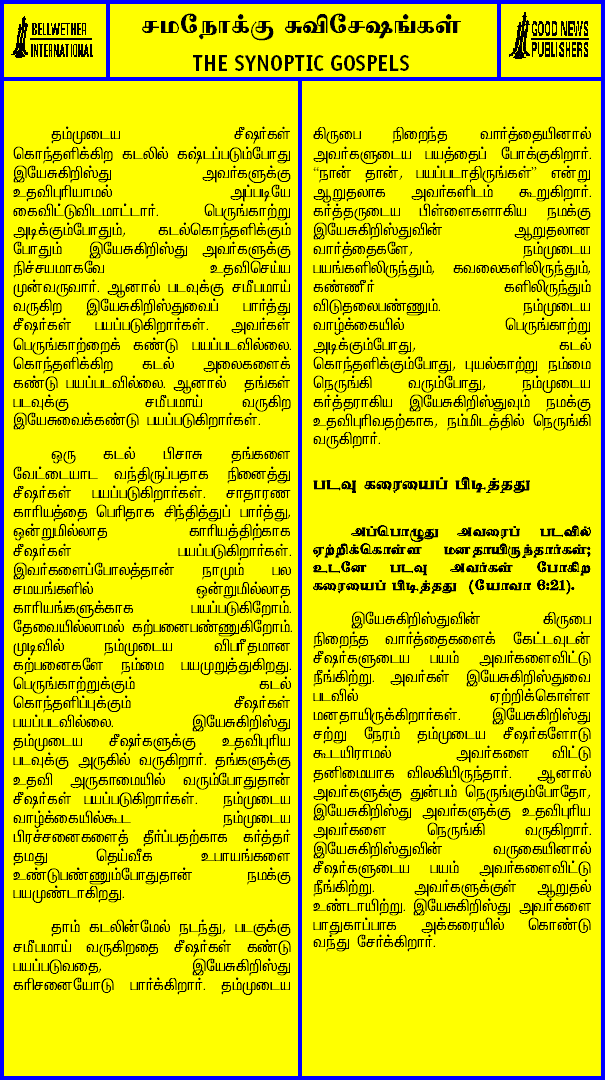 BELLWETHER
INTERNATIONAL
சமநோக்கு சுவிசேஷங்கள்
THE SYNOPTIC GOSPELS
GOOD NEWS
PUBLISHERS
தம்முடைய சீஷர்கள்
கொந்தளிக்கிற கடலில் கஷ்டப்படும்போது
இயேசுகிறிஸ்து அவர்களுக்கு
உதவிபுரியாமல் அப்படியே
கைவிட்டுவிடமாட்டார். பெருங்காற்று
அடிக்கும்போதும், கடல்கொந்தளிக்கும்
போதும் இயேசுகிறிஸ்து அவர்களுக்கு
நிச்சயமாகவே உதவிசெய்ய
முன்வருவார். ஆனால் படவுக்கு சமீபமாய்
வருகிற இயேசுகிறிஸ்துவைப் பார்த்து
சீஷர்கள் பயப்படுகிறார்கள். அவர்கள்
பெருங்காற்றைக் கண்டு பயப்படவில்லை.
கொந்தளிக்கிற கடல் அலைகளைக்
கண்டு பயப்படவில்லை. ஆனால் தங்கள்
படவுக்கு சமீபமாய் வருகிற
இயேசுவைக்கண்டு பயப்படுகிறார்கள்.
ஒரு கடல் பிசாசு தங்களை
வேட்டையாட வந்திருப்பதாக நினைத்து
சீஷர்கள் பயப்படுகிறார்கள். சாதாரண
காரியத்தை பெரிதாக சிந்தித்துப் பார்த்து,
ஒன்றுமில்லாத காரியத்திற்காக
சீஷர்கள் பயப்படுகிறார்கள்.
இவர்களைப்போலத்தான் நாமும் பல
சமயங்களில் ஒன்றுமில்லாத
காரியங்களுக்காக பயப்படுகிறோம்.
தேவையில்லாமல் கற்பனைபண்ணுகிறோம்.
முடிவில் நம்முடைய விபரீதமான
கற்பனைகளே நம்மை பயமுறுத்துகிறது.
பெருங்காற்றுக்கும் கடல்
கொந்தளிப்புக்கும் சீஷர்கள்
பயப்படவில்லை. இயேசுகிறிஸ்து
தம்முடைய சீஷர்களுக்கு உதவிபுரிய
படவுக்கு அருகில் வருகிறார். தங்களுக்கு
உதவி அருகாமையில் வரும்போதுதான்
சீஷர்கள் பயப்படுகிறார்கள். நம்முடைய
வாழ்க்கையில்கூட நம்முடைய
பிரச்சனைகளைத் தீர்ப்பதற்காக கர்த்தர்
தமது தெய்வீக உபாயங்களை
உண்டுபண்ணும்போதுதான் நமக்கு
பயமுண்டாகிறது.
தாம் கடலின்மேல் நடந்து, படகுக்கு
சமீபமாய் வருகிறதை சீஷர்கள் கண்டு
பயப்படுவதை, இயேசுகிறிஸ்து
கரிசனையோடு பார்க்கிறார். தம்முடைய
கிருபை நிறைந்த வார்த்தையினால்
அவர்களுடைய பயத்தைப் போக்குகிறார்.
“நான் தான், பயப்படாதிருங்கள்” என்று
ஆறுதலாக அவர்களிடம் கூறுகிறார்.
கர்த்தருடைய பிள்ளைகளாகிய நமக்கு
இயேசுகிறிஸ்துவின் ஆறுதலான
வார்த்தைகளே, நம்முடைய
பயங்களிலிருந்தும், கவலைகளிலிருந்தும்,
கண்ணீர் களிலிருந்தும்
விடுதலைபண்ணும். நம்முடைய
வாழ்க்கையில் பெருங்காற்று
அடிக்கும்போது, கடல்
கொந்தளிக்கும்போது, புயல்காற்று நம்மை
நெருங்கி வரும்போது, நம்முடைய
கர்த்தராகிய இயேசுகிறிஸ்துவும் நமக்கு
உதவிபுரிவதற்காக, நம்மிடத்தில் நெருங்கி
வருகிறார்.
படவு கரையைப் பிடித்தது
அப்பொழுது அவரைப் படவில்
ஏற்றிக்கொள்ள மனதாயிருந்தார்கள்;
உடனே படவு அவர்கள் போகிற
கரையைப் பிடித்தது (யோவா 6:21).
இயேசுகிறிஸ்துவின் கிருபை
நிறைந்த வார்த்தைகளைக் கேட்டவுடன்
சீஷர்களுடைய பயம் அவர்களைவிட்டு
நீங்கிற்று. அவர்கள் இயேசுகிறிஸ்துவை
படவில் ஏற்றிக்கொள்ள
மனதாயிருக்கிறார்கள். இயேசுகிறிஸ்து
சற்று நேரம் தம்முடைய சீஷர்களோடு
கூடயிராமல் அவர்களை விட்டு
தனிமையாக விலகியிருந்தார். ஆனால்
அவர்களுக்கு துன்பம் நெருங்கும்போதோ,
இயேசுகிறிஸ்து அவர்களுக்கு உதவிபுரிய
அவர்களை நெருங்கி வருகிறார்.
இயேசுகிறிஸ்துவின் வருகையினால்
சீஷர்களுடைய பயம் அவர்களைவிட்டு
நீங்கிற்று. அவர்களுக்குள் ஆறுதல்
உண்டாயிற்று. இயேசுகிறிஸ்து அவர்களை
பாதுகாப்பாக அக்கரையில் கொண்டு
வந்து சேர்க்கிறார்.